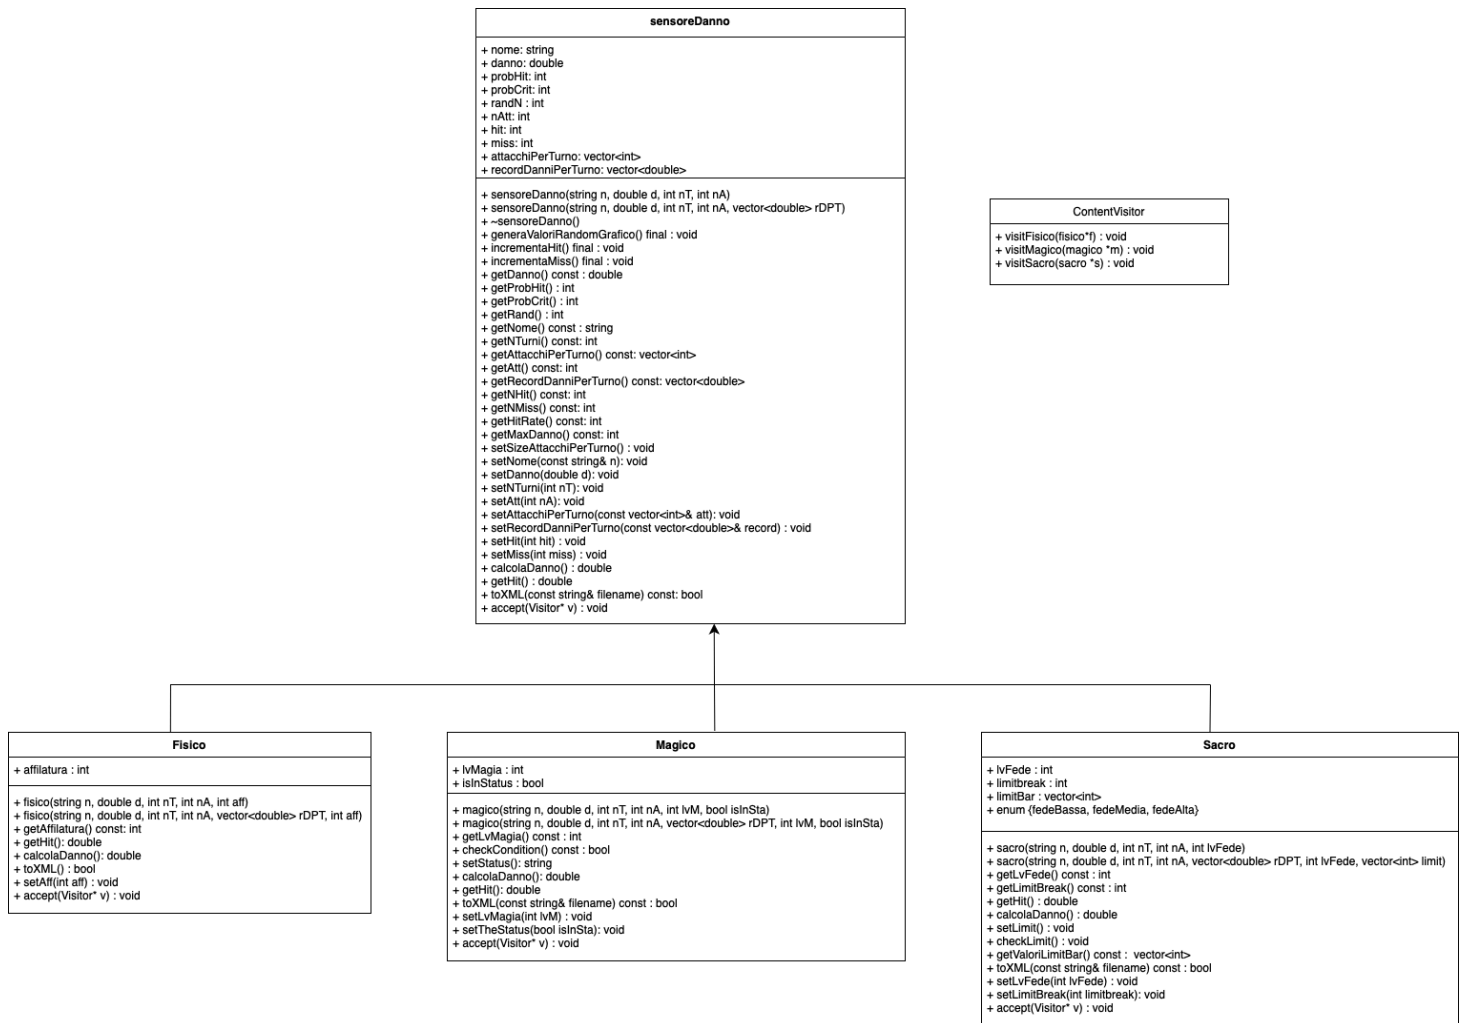 sensoreDanno
+ nome: string
+ danno: double
+ probHit: int
+ probCrit: int
+ randN : int
+ nAtt: int
+ hit: int
+ miss: int
+ attacchiPerTurno: vector<int>
+ recordDanniPerTurno: vector<double>
+ sensoreDanno(string n, double d, int nT, int nA)
+ sensoreDanno(string n, double d, int nT, int nA, vector<double> rDPT)
+ ~sensoreDanno()
+ generaValoriRandomGrafico() final : void
+ incrementaHit() final : void
+ incrementaMiss() final : void
+ getDanno() const : double
+ getProbHit() : int
+ getProbCrit() : int
+ getRand() : int
+ getNome() const : string
+ getNTurni() const: int
+ getAttacchiPerTurno() const: vector<int>
+ getAtt() const: int
+ getRecordDanniPerTurno() const: vector<double>
+ getNHit() const: int
+ getNMiss() const: int
+ getHitRate() const: int
+ getMaxDanno() const: int
+ setSizeAttacchiPerTurno() : void
+ setNome(const string& n): void
+ setDanno(double d): void
+ setNTurni(int nT): void
+ setAtt(int nA): void
+ setAttacchiPerTurno(const vector<int>& att): void
+ setRecordDanniPerTurno(const vector<double>& record) : void
+ setHit(int hit) : void
+ setMiss(int miss) : void
+ calcolaDanno() : double
+ getHit() : double
+ toXML(const string& filename) const: bool
+ accept(Visitor* v) : void
ContentVisitor
+ visitFisico(fisico*f) : void
+ visitMagico(magico *m) : void
+ visitSacro(sacro *s) : void
Fisico
+ affilatura : int
+ fisico(string n, double d, int nT, int nA, int aff)
+ fisico(string n, double d, int nT, int nA, vector<double> rDPT, int aff)
+ getAffilatura() const: int
+ getHit(): double
+ calcolaDanno(): double
+ toXML() : bool
+ setAff(int aff) : void
+ accept(Visitor* v) : void
Magico
+ lvMagia : int
+ isInStatus : bool
+ magico(string n, double d, int nT, int nA, int lvM, bool isInSta)
+ magico(string n, double d, int nT, int nA, vector<double> rDPT, int lvM, bool isInSta)
+ getLvMagia() const : int
+ checkCondition() const : bool
+ setStatus(): string
+ calcolaDanno(): double
+ getHit(): double
+ toXML(const string& filename) const : bool
+ setLvMagia(int lvM) : void
+ setTheStatus(bool isInSta): void
+ accept(Visitor* v) : void
Sacro
+ lvFede : int
+ limitbreak : int
+ limitBar : vector<int>
+ enum {fedeBassa, fedeMedia, fedeAlta}
+ sacro(string n, double d, int nT, int nA, int lvFede)
+ sacro(string n, double d, int nT, int nA, vector<double> rDPT, int lvFede, vector<int> limit)
+ getLvFede() const : int
+ getLimitBreak() const : int
+ getHit() : double
+ calcolaDanno() : double
+ setLimit() : void
+ checkLimit() : void
+ getValoriLimitBar() const :  vector<int>
+ toXML(const string& filename) const : bool
+ setLvFede(int lvFede) : void
+ setLimitBreak(int limitbreak): void
+ accept(Visitor* v) : void